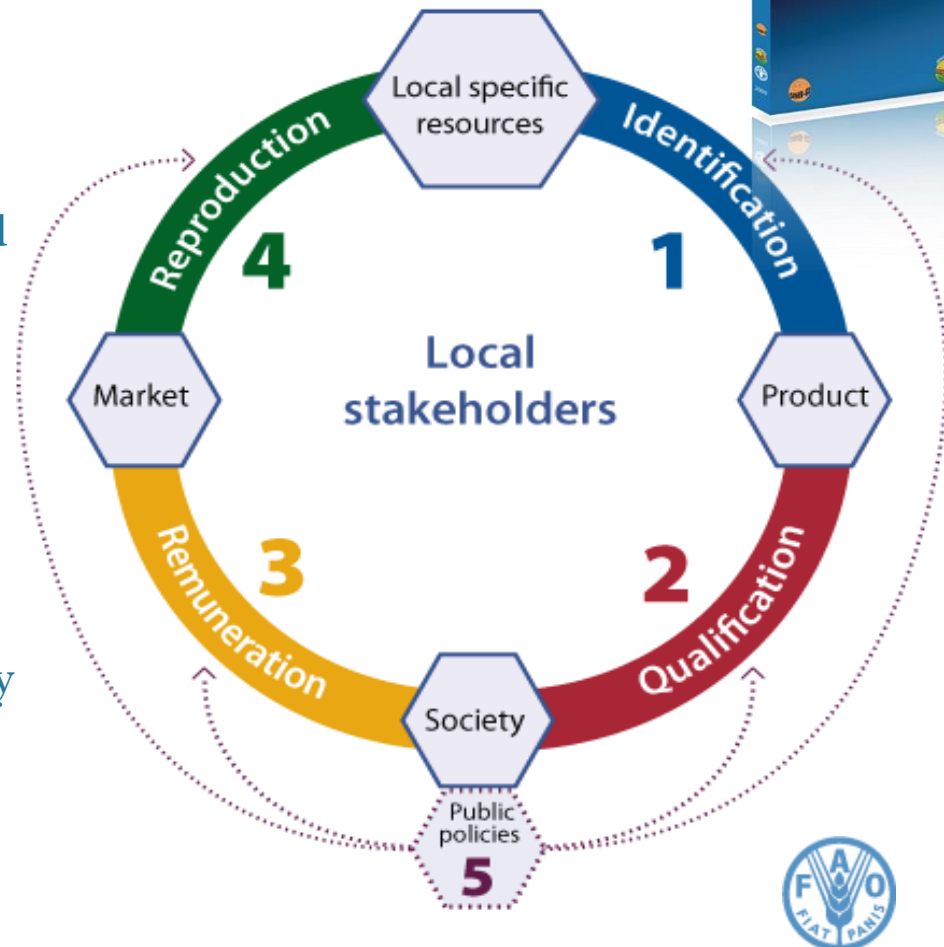 Local specific
resources
Identification
1
Product
2
Qualification
Society
Public
policies
5
3
Remuneration
Market
4
Reproduction
Local
stakeholders
F A O
FIAT PANIS